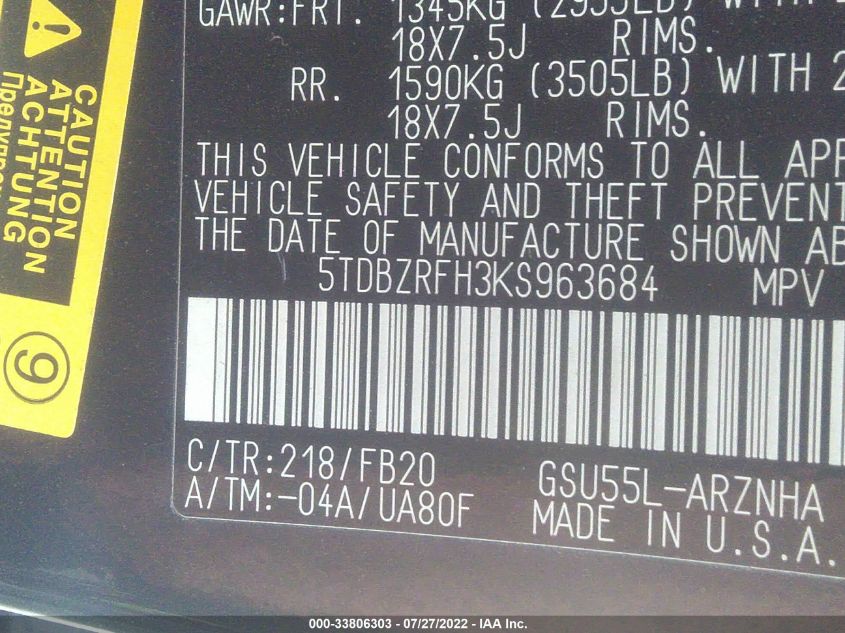 GAWR:FRT. 1345KG (2955LB) WITH
18X7.5J RIMS.
RR. 1590KG (3505LB) WITH 2
18X7.5J RIMS.
THIS VEHICLE CONFORMS TO ALL APP
VEHICLE SAFETY AND THEFT PREVENT
THE DATE OF MANUFACTURE SHOWN AB
5TDBZRFH3KS963684 MPV
C/TR:218/FB20 GSU55L-ARZNHA
A/TM:-04A/UA80F MADE IN U.S.A.
CAUTION
ATTENTION
ACHTUNG
9
000-33806303 - 07/27/2022 - IAA Inc.